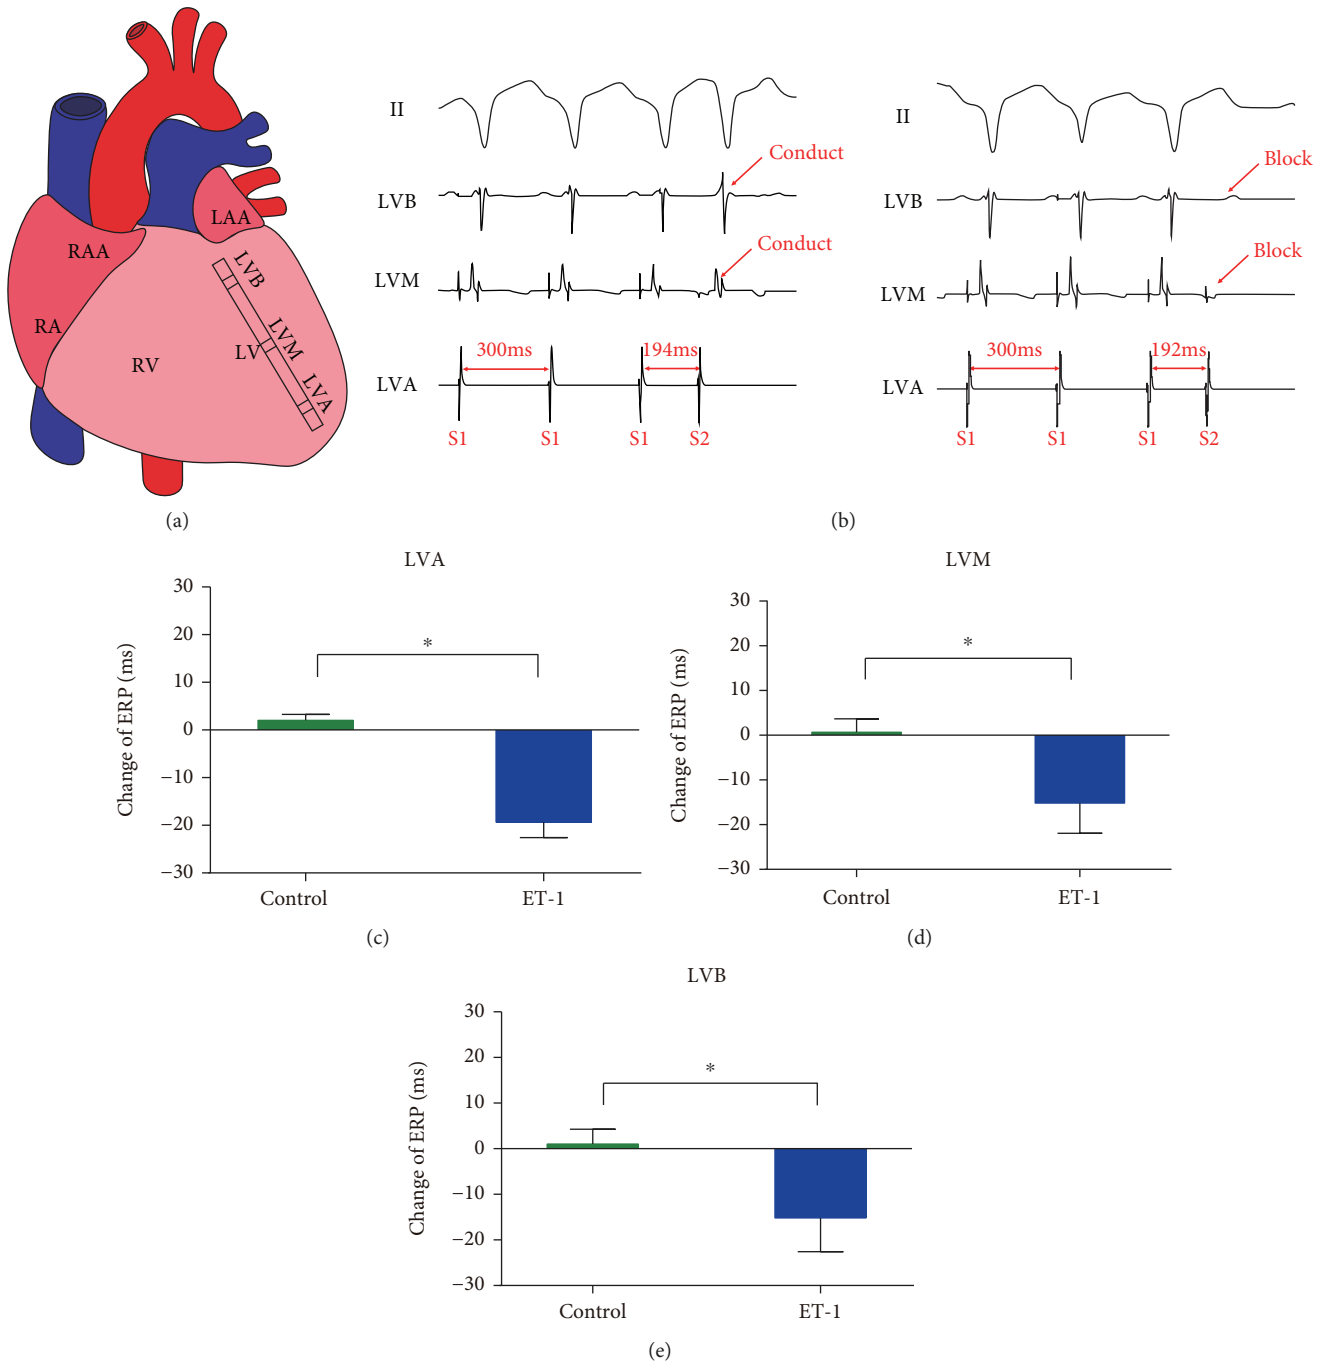 RAA
LAA
RA
RV
LV
LVB
LVM
LVA
(a)
II
LVB
LVM
LVA
Conduct
Conduct
300ms
194ms
S1
S1
S1
S2
II
LVB
LVM
LVA
Block
Block
300ms
192ms
S1
S1
S1
S2
(b)
LVA
Change of ERP (ms)
30
20
10
0
−10
−20
−30
*
Control
ET-1
(c)
LVM
Change of ERP (ms)
30
20
10
0
−10
−20
−30
*
Control
ET-1
(d)
LVB
Change of ERP (ms)
30
20
10
0
−10
−20
−30
*
Control
ET-1
(e)